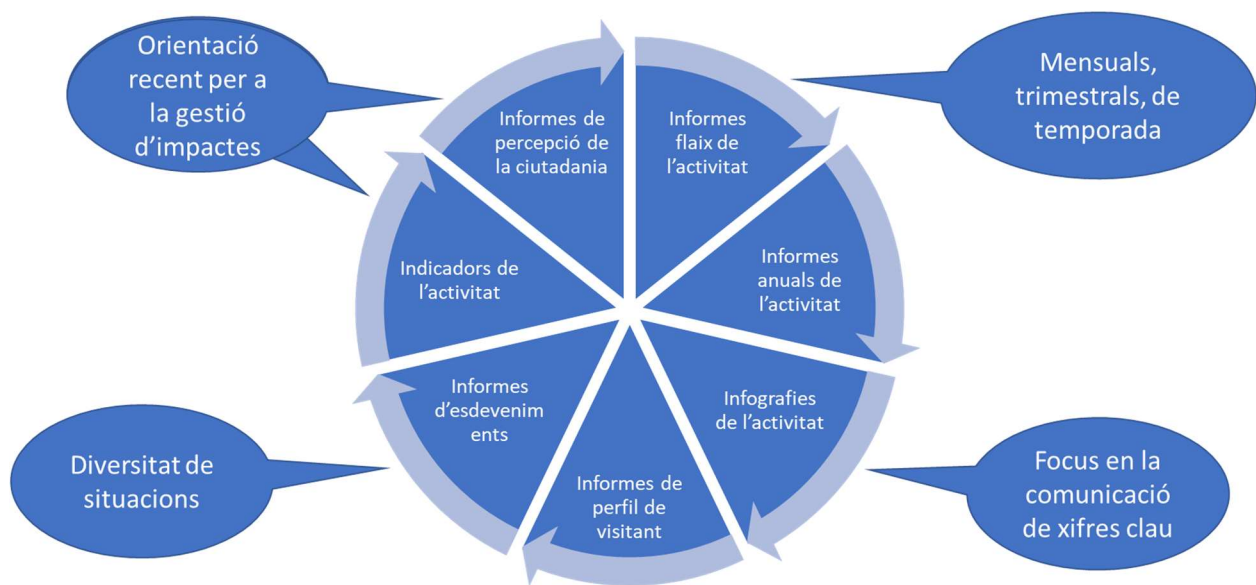 Orientació
recent per a
la gestió
d’impactes
Mensuals,
trimestrals, de
temporada
Informes de
percepció de
la ciutadania
Informes
flaix de
l’activitat
Indicadors de
l’activitat
Informes
anuals de
l’activitat
Informes
d’esdevenim
ents
Infografies
de l’activitat
Informes de
perfil de
visitant
Diversitat de
situacions
Focus en la
comunicació
de xifres clau